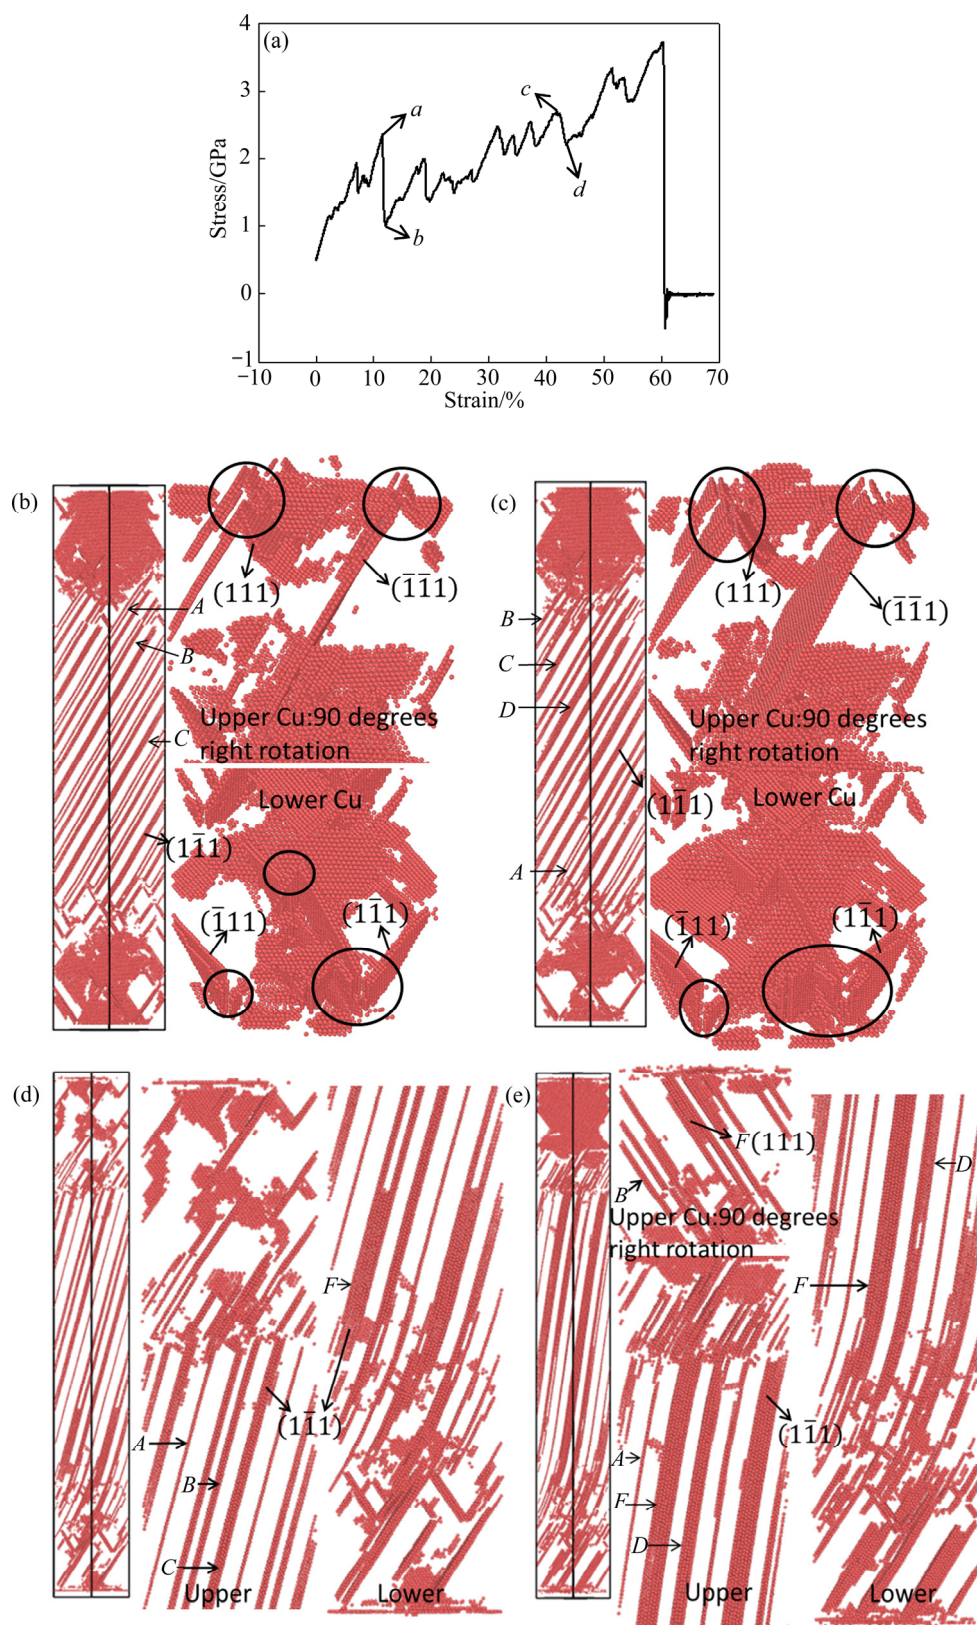 (a)
4
3
2
1
0
−1
−10
0
10
20
30
40
50
60
70
Stress/GPa
Strain/%
a
b
c
d
(b)
A
B
C
(11̄1)
(111)
(1̄1̄1)
Upper Cu:90 degrees
right rotation
Lower Cu
(1̄11)
(11̄1)
(c)
B
C
D
A
(11̄1)
(111)
(1̄1̄1)
Upper Cu:90 degrees
right rotation
Lower Cu
(1̄11)
(11̄1)
(d)
F
(11̄1)
A
B
C
Upper
Lower
(e)
F(111)
B
D
Upper Cu:90 degrees
right rotation
F
(11̄1)
A
F
D
Upper
Lower